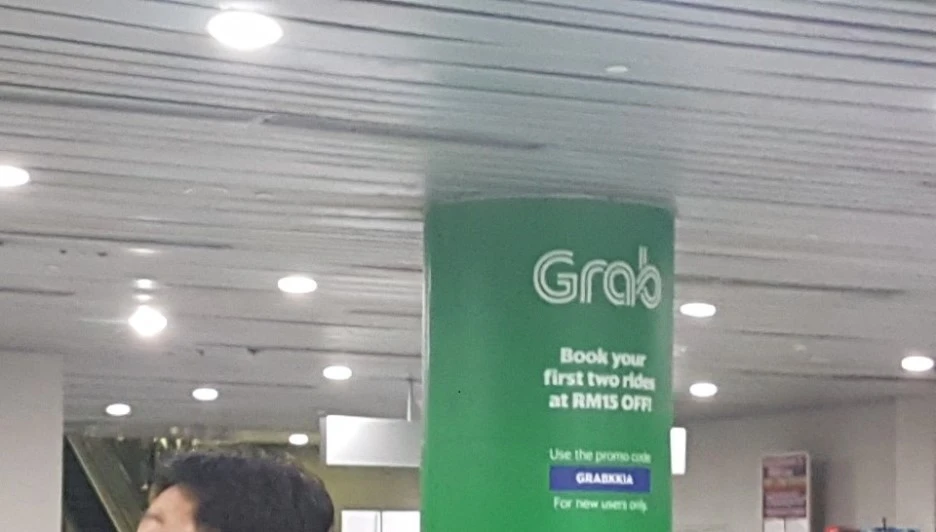 Grab
Book your
first two rides
at RM15 OFF!
Use the promo code
GRABKKIA
For new users only